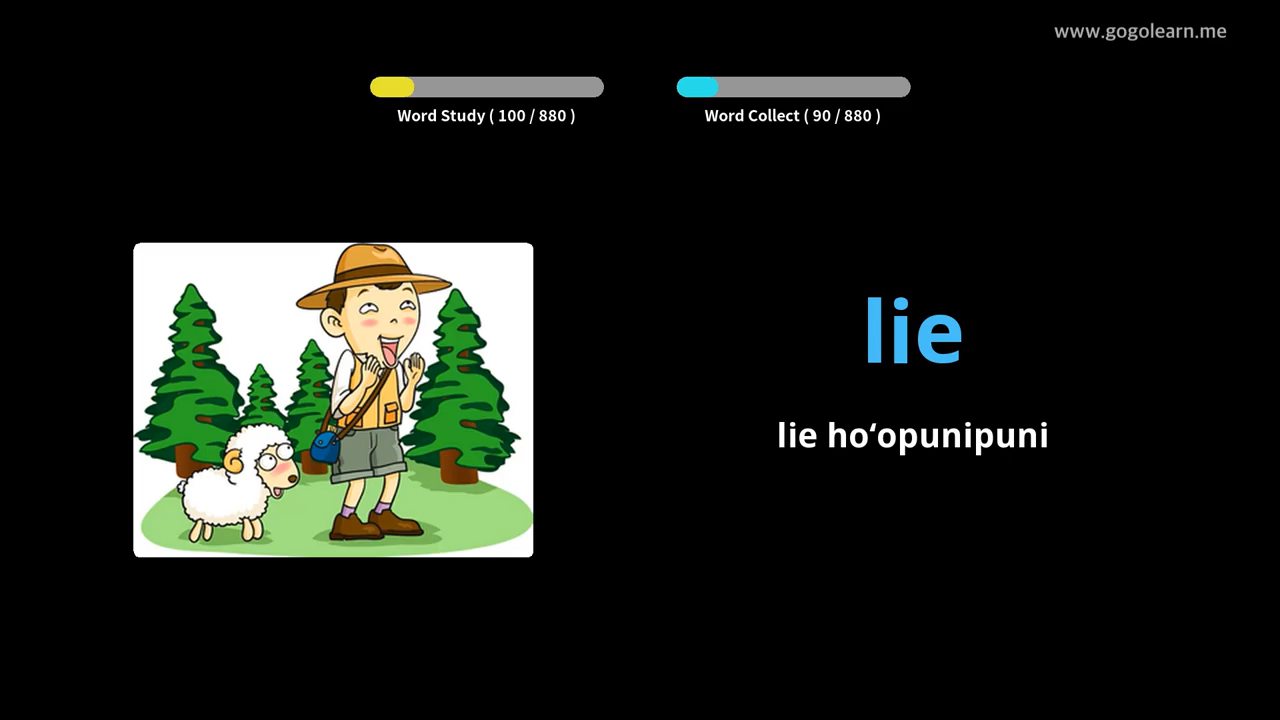 www.gogolearn.me
Word Study ( 100 / 880 )
Word Collect ( 90 / 880 )
lie
lie hoʻopunipuni